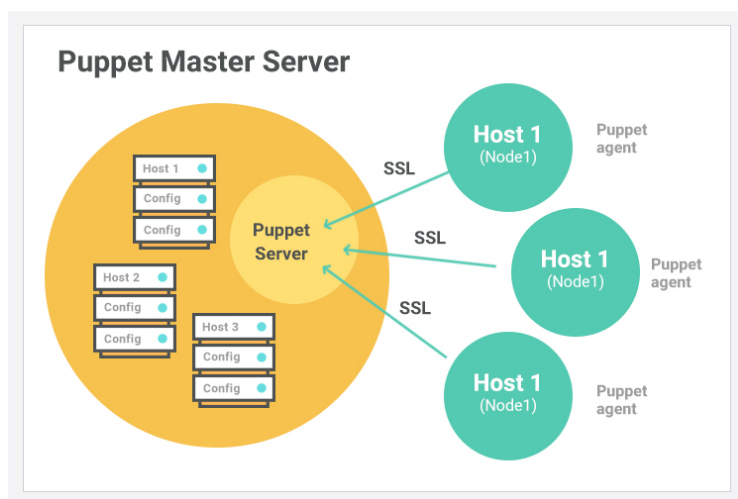 Puppet Master Server
Host 1
Config
Config
Host 2
Config
Config
Host 3
Config
Config
Puppet
Server
SSL
SSL
SSL
Host 1
(Node1)
Puppet
agent
Host 1
(Node1)
Puppet
agent
Host 1
(Node1)
Puppet
agent